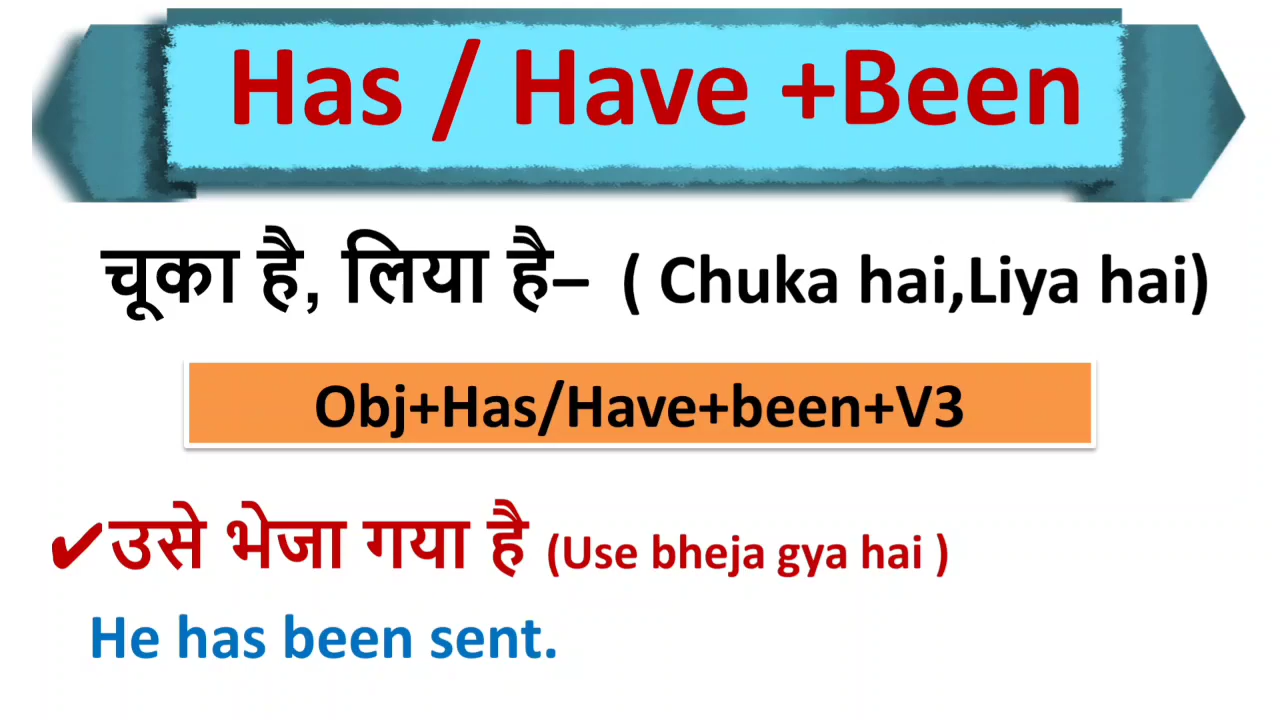 Has / Have +Been
चूका है, लिया है– ( Chuka hai,Liya hai)
Obj+Has/Have+been+V3
✔उसे भेजा गया है (Use bheja gya hai )
He has been sent.